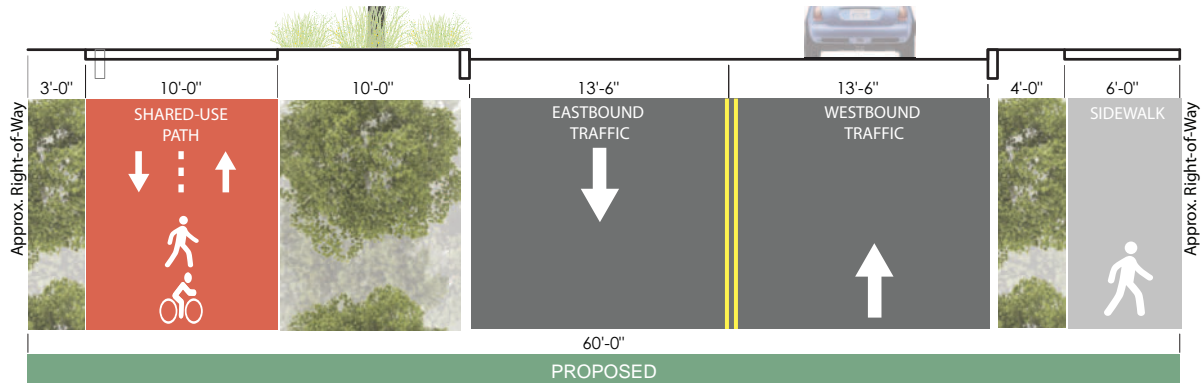 3'-0"
10'-0"
10'-0"
13'-6"
13'-6"
4'-0"
6'-0"
Approx. Right-of-Way
SHARED-USE
PATH
EASTBOUND
TRAFFIC
WESTBOUND
TRAFFIC
SIDEWALK
Approx. Right-of-Way
60'-0"
PROPOSED